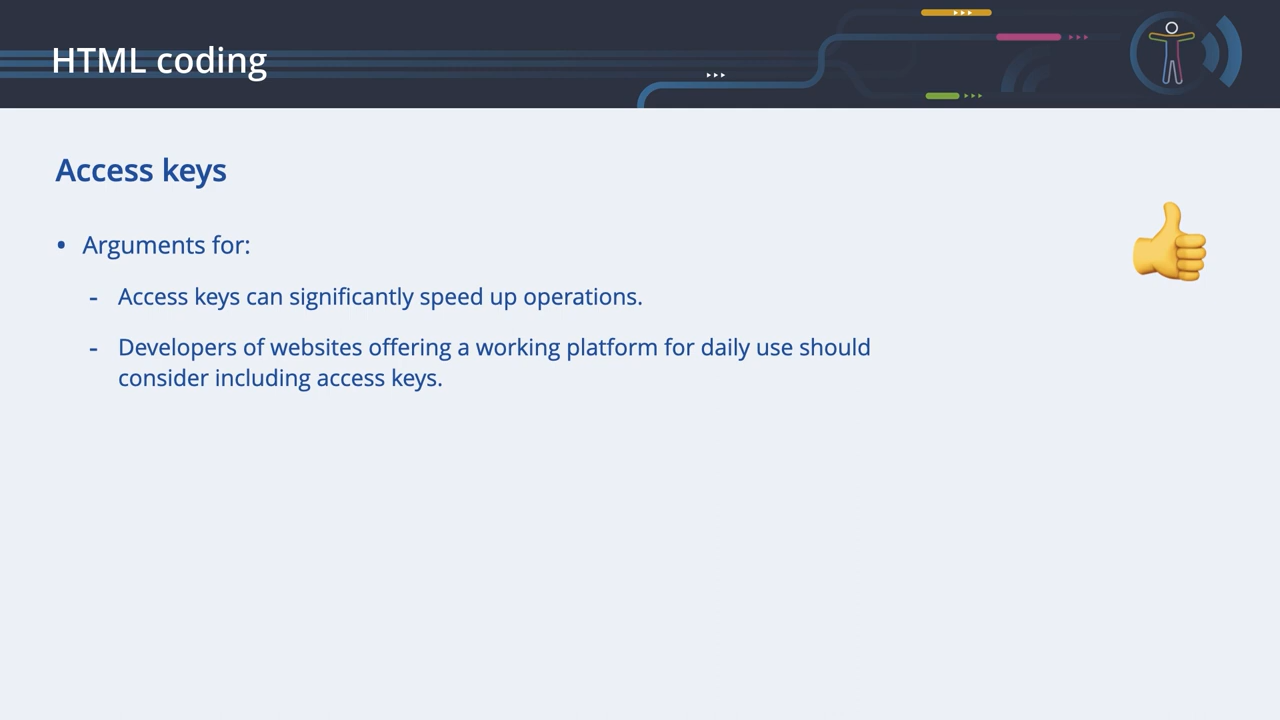 HTML coding
Access keys
• Arguments for:
- Access keys can significantly speed up operations.
- Developers of websites offering a working platform for daily use should
consider including access keys.